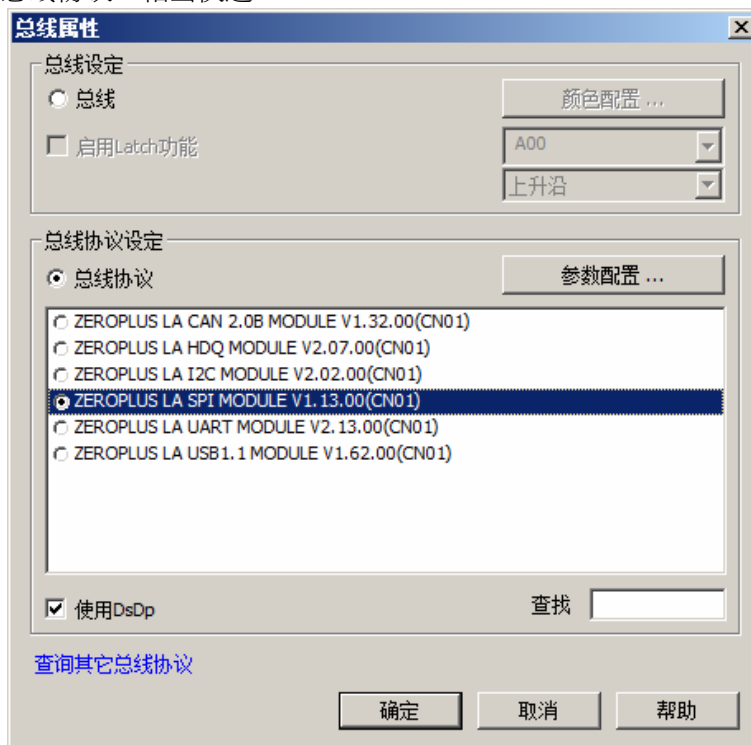 总线属性
总线设定
总线
颜色配置 ...
启用Latch功能
A00
上升沿
总线协议设定
总线协议
参数配置 ...
ZEROPLUS LA CAN 2.0B MODULE V1.32.00(CN01)
ZEROPLUS LA HDQ MODULE V2.07.00(CN01)
ZEROPLUS LA I2C MODULE V2.02.00(CN01)
ZEROPLUS LA SPI MODULE V1.13.00(CN01)
ZEROPLUS LA UART MODULE V2.13.00(CN01)
ZEROPLUS LA USB1.1 MODULE V1.62.00(CN01)
使用DsDp
查找
查询其它总线协议
确定
取消
帮助